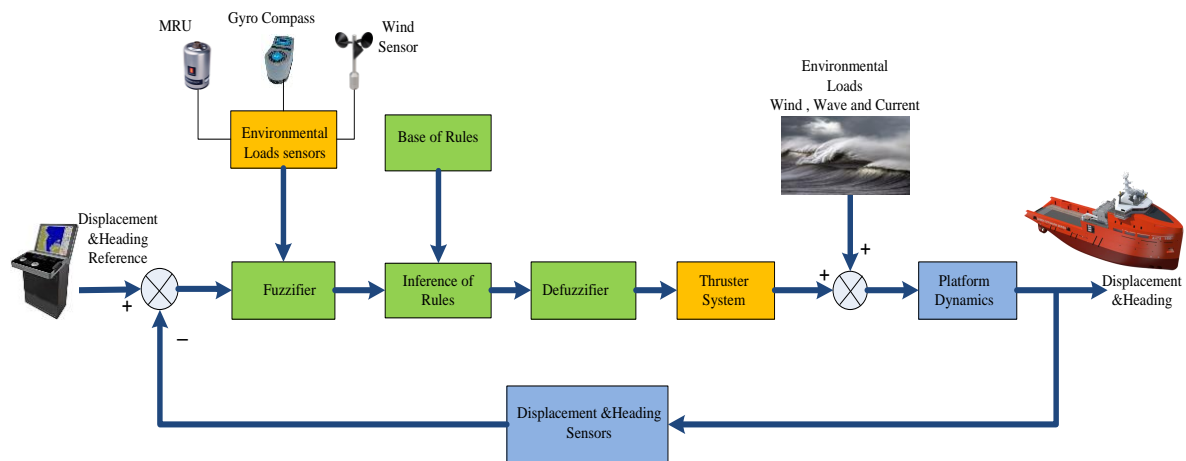 MRU
Gyro Compass
Wind
Sensor
Environmental
Loads sensors
Base of Rules
Environmental
Loads
Wind , Wave and Current
Displacement
&Heading
Reference
+
−
Fuzzifier
Inference of
Rules
Defuzzifier
Thruster
System
+
+
Platform
Dynamics
Displacement
&Heading
Displacement &Heading
Sensors